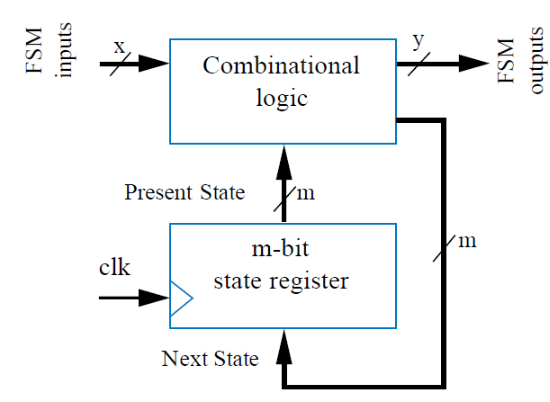 FSM
inputs
x
Combinational
logic
y
FSM
outputs
Present State
m
m
m-bit
state register
clk
Next State